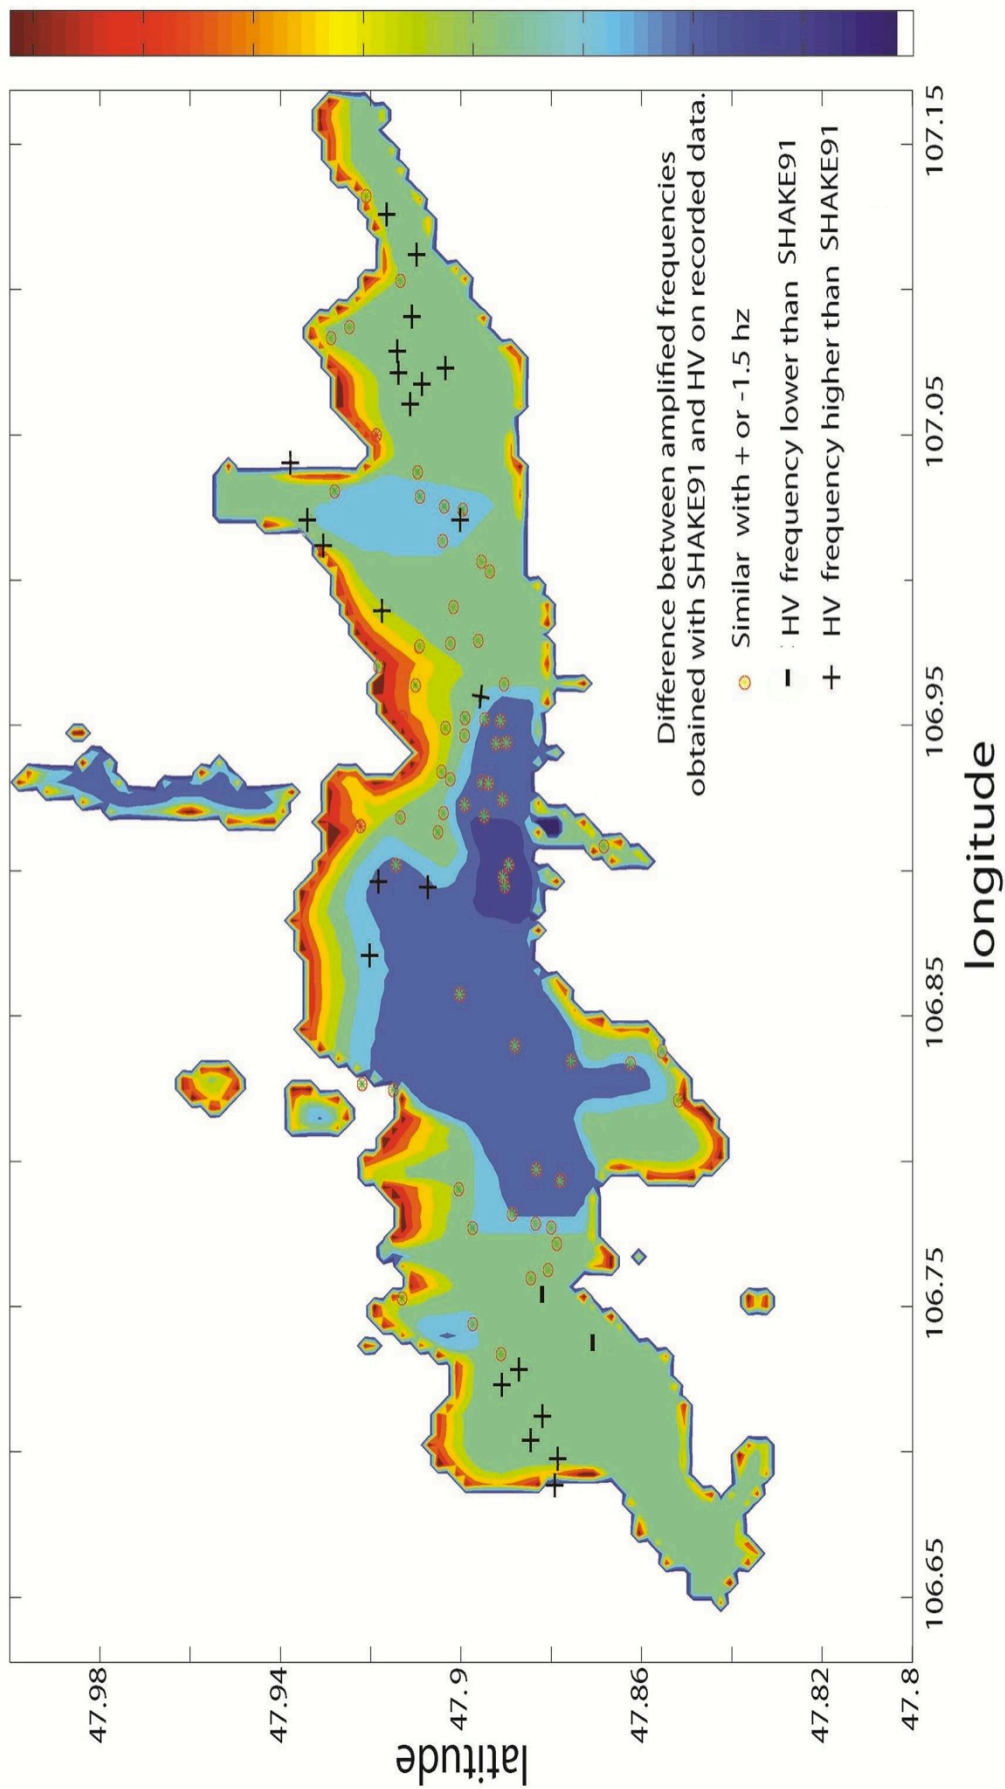 Difference between amplified frequencies
obtained with SHAKE91 and HV on recorded data.
Similar with + or -1.5 hz
HV frequency lower than SHAKE91
HV frequency higher than SHAKE91
latitude
47.98
47.94
47.9
47.86
47.82
47.8
106.65
106.75
106.85
106.95
107.05
107.15
longitude